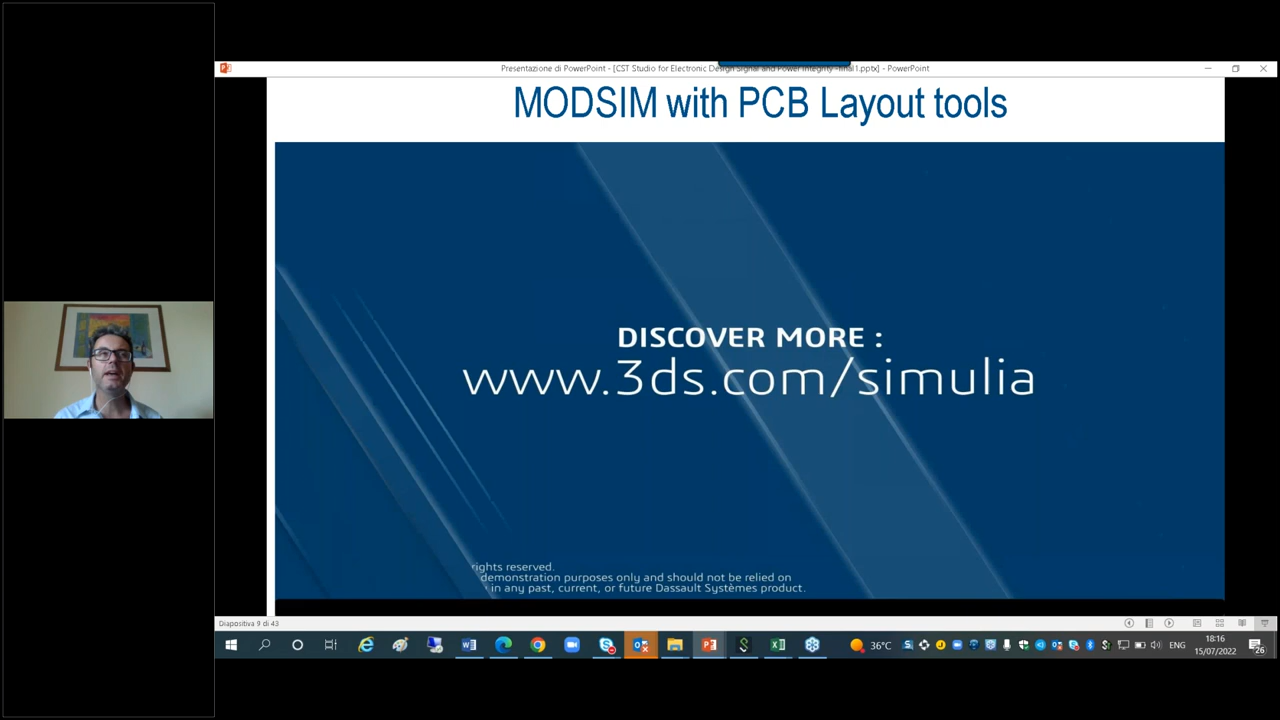 Presentazione di PowerPoint - [CST Studio for Electronic Design Signal and Power Integrity -final1.pptx] - PowerPoint
MODSIM with PCB Layout tools
DISCOVER MORE :
www.3ds.com/simulia
rights reserved.
demonstration purposes only and should not be relied on
in any past, current, or future Dassault Systèmes product.
Diapositiva 9 di 43
36°C
ENG
18:16
15/07/2022
26